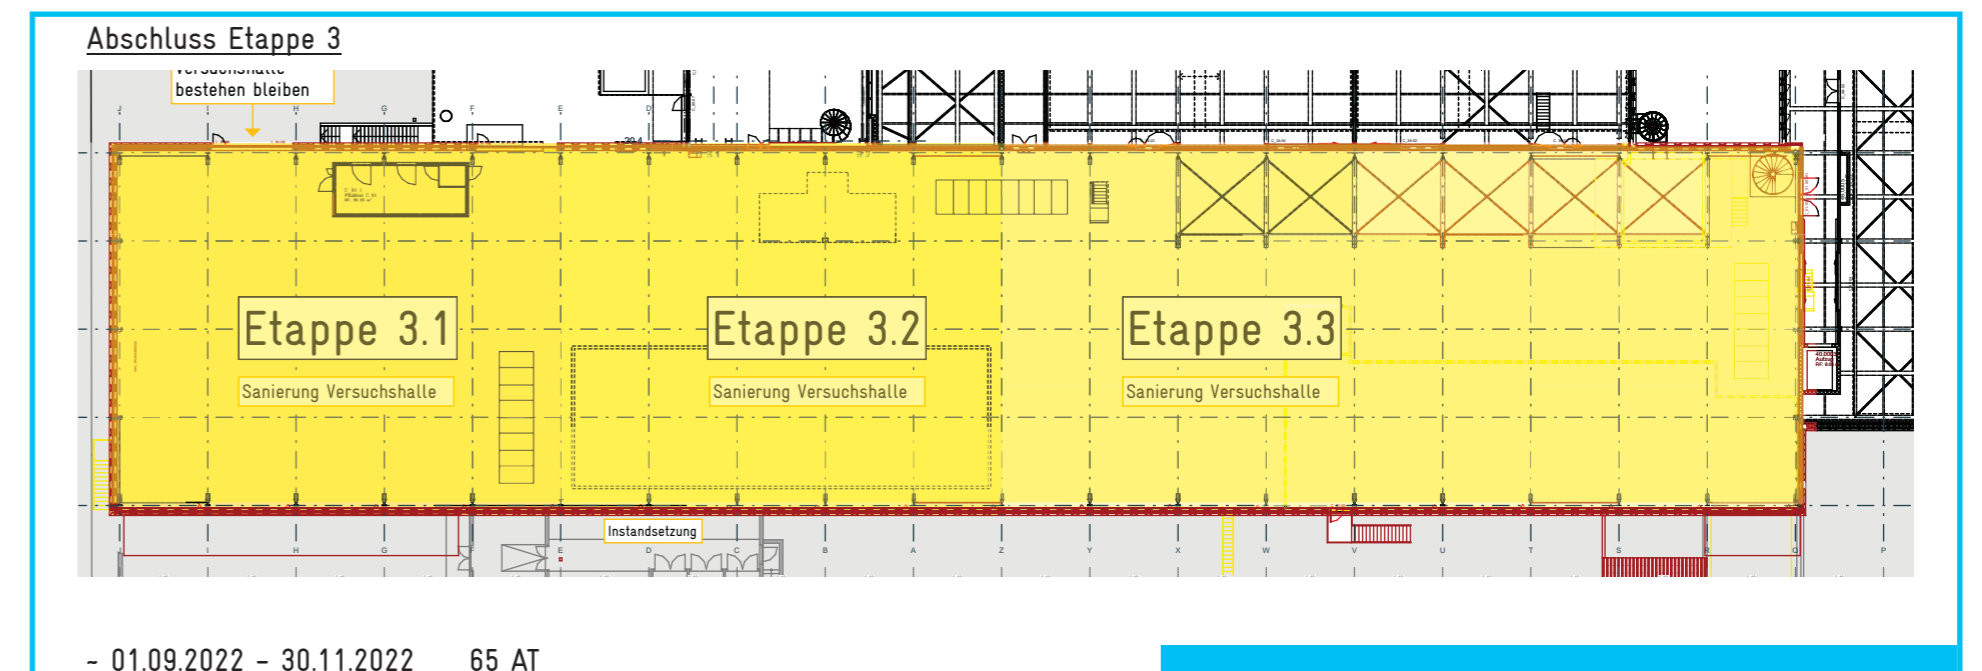 Abschluss Etappe 3
Versuchshalle
bestehen bleiben
J H G F E D
Etappe 3.1
Etappe 3.2
Etappe 3.3
Sanierung Versuchshalle
Sanierung Versuchshalle
Sanierung Versuchshalle
Instandsetzung
I H G F E D C B A Z Y X W V U T S R Q P
~ 01.09.2022 - 30.11.2022 65 AT